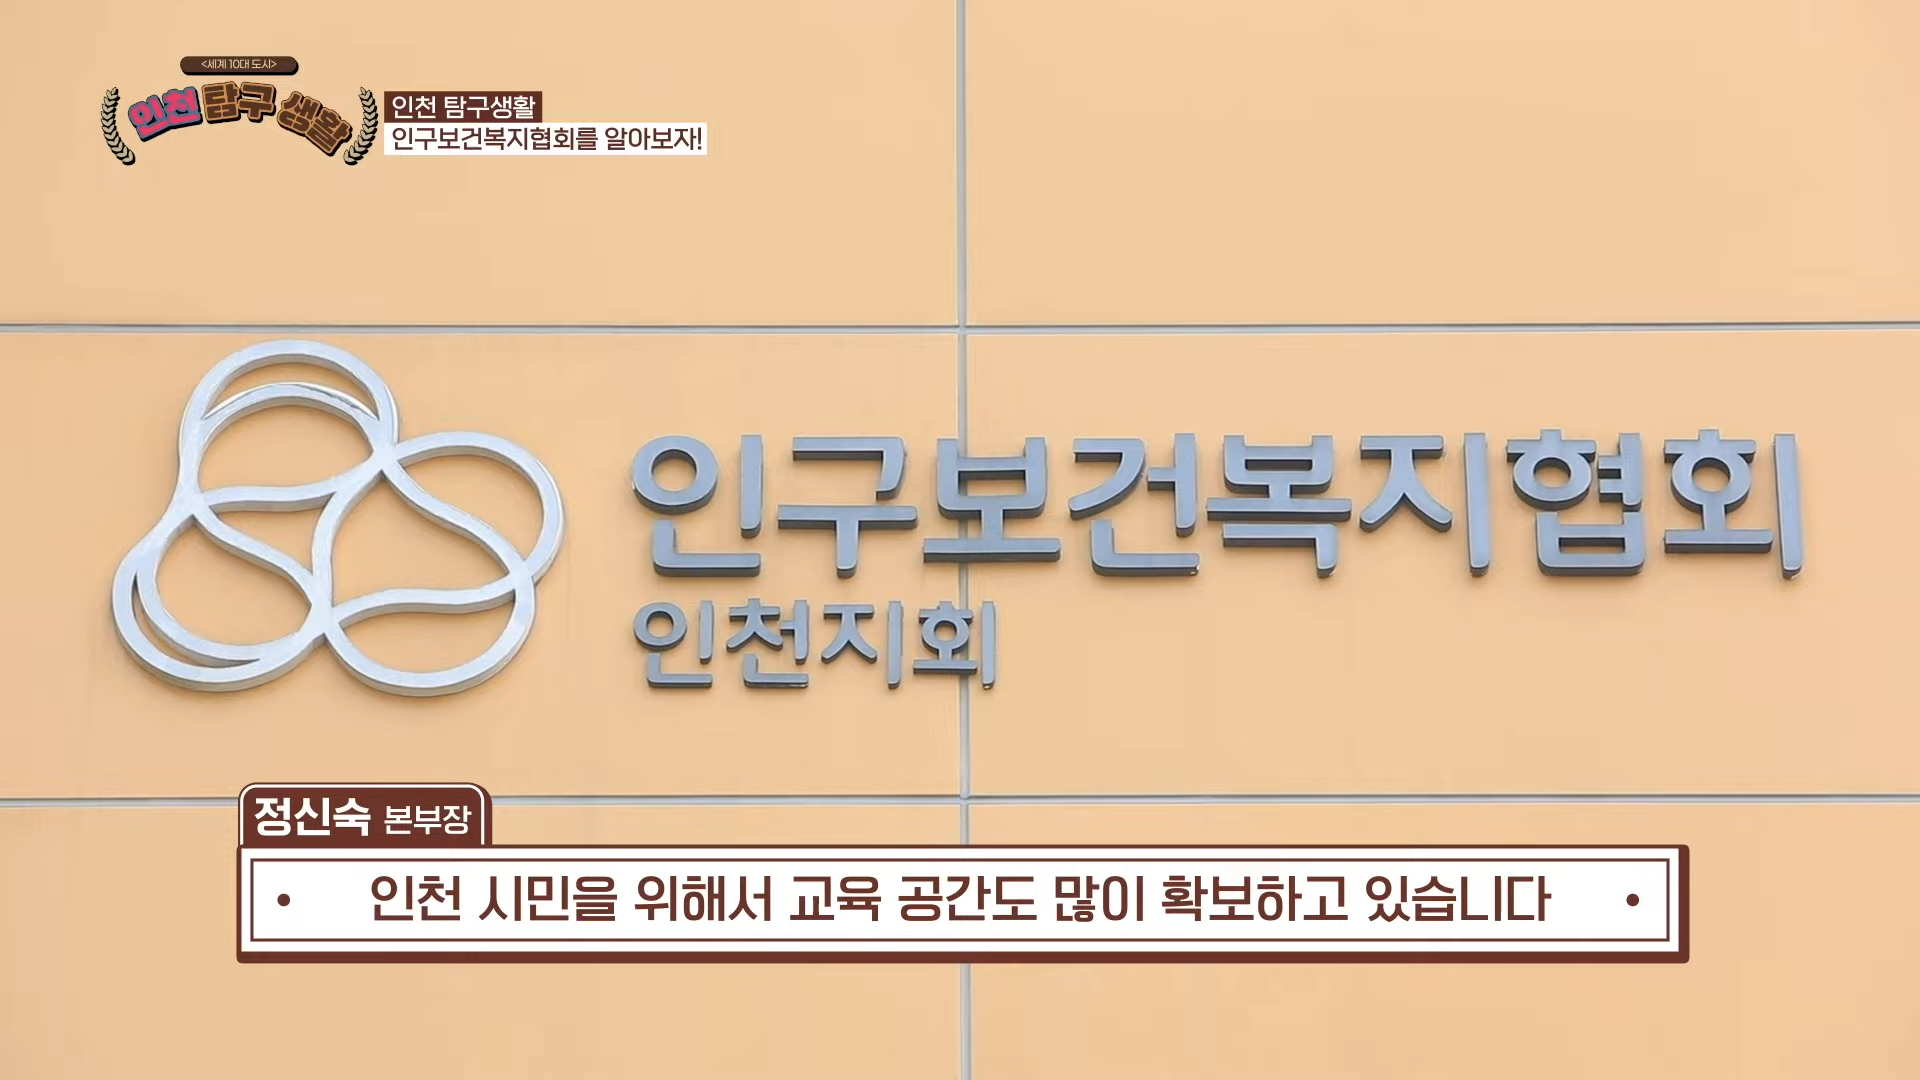 <세계 10대 도시>
인천 탐구 생활
인천 탐구생활
인구보건복지협회를 알아보자!
인구보건복지협회
인천지회
정신숙 본부장
• 인천 시민을 위해서 교육 공간도 많이 확보하고 있습니다 •